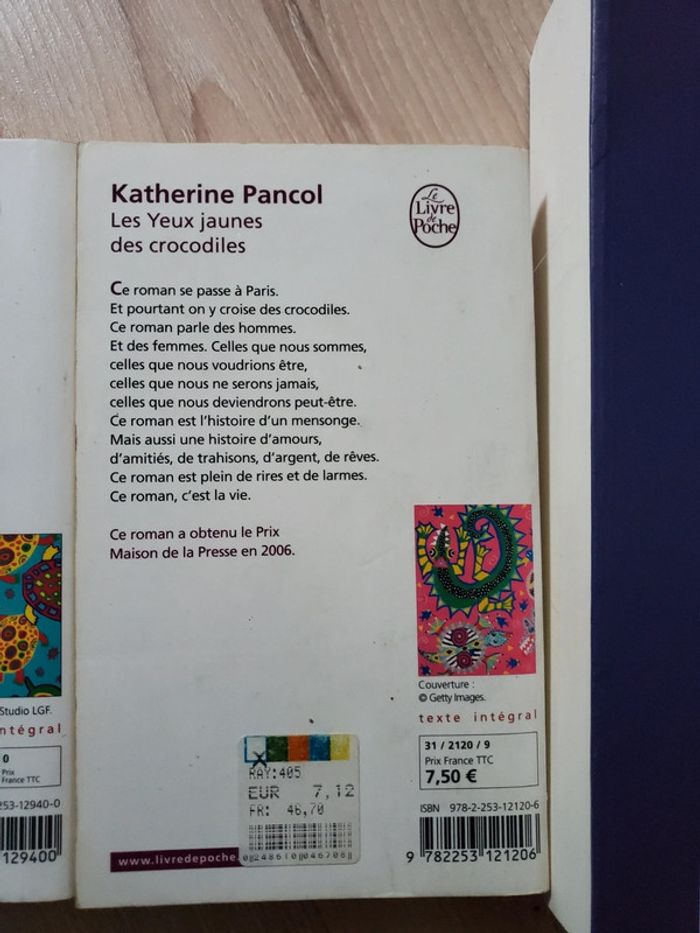 Katherine Pancol
Les Yeux jaunes
des crocodiles
Le
Livre
de
Poche
Ce roman se passe à Paris.
Et pourtant on y croise des crocodiles.
Ce roman parle des hommes.
Et des femmes. Celles que nous sommes,
celles que nous voudrions être,
celles que nous ne serons jamais,
celles que nous deviendrons peut-être.
Ce roman est l'histoire d'un mensonge.
Mais aussi une histoire d'amours,
d'amitiés, de trahisons, d'argent, de rêves.
Ce roman est plein de rires et de larmes.
Ce roman, c'est la vie.
Ce roman a obtenu le Prix
Maison de la Presse en 2006.
Couverture :
© Getty Images.
texte intégral
31 / 2120 / 9
Prix France TTC
7,50 €
ISBN 978-2-253-12120-6
9 782253 121206
RAY:405
EUR 7,12
FR: 46,70
www.livredepoche.
Studio LGF.
ntégral
0
Prix
France TTC
253-12940-0
129400